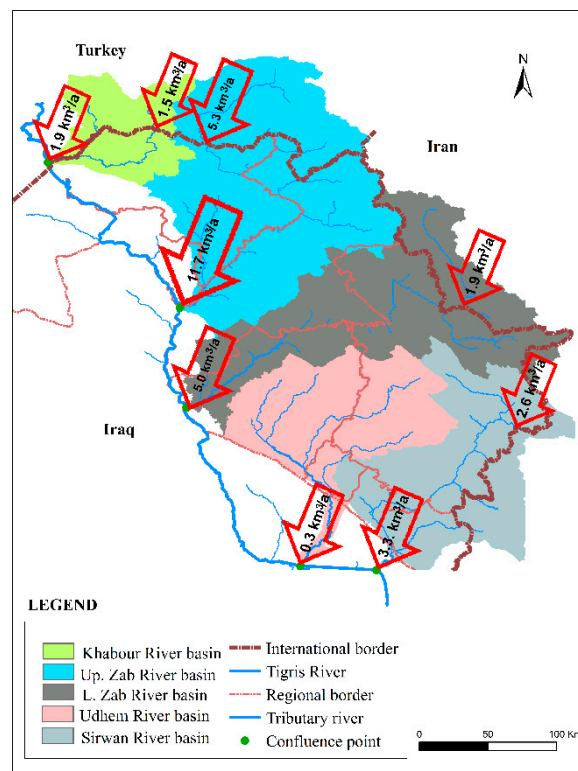 Turkey
N
1.9 km³/a
1.5 km³/a
5.3 km³/a
Iran
11.7 km³/a
1.9 km³/a
5.0 km³/a
2.6 km³/a
Iraq
0.3 km³/a
3.3. km³/a
LEGEND
Khabour River basin
Up. Zab River basin
L. Zab River basin
Udhem River basin
Sirwan River basin
International border
Tigris River
Regional border
Tributary river
Confluence point
0 50 100 Km